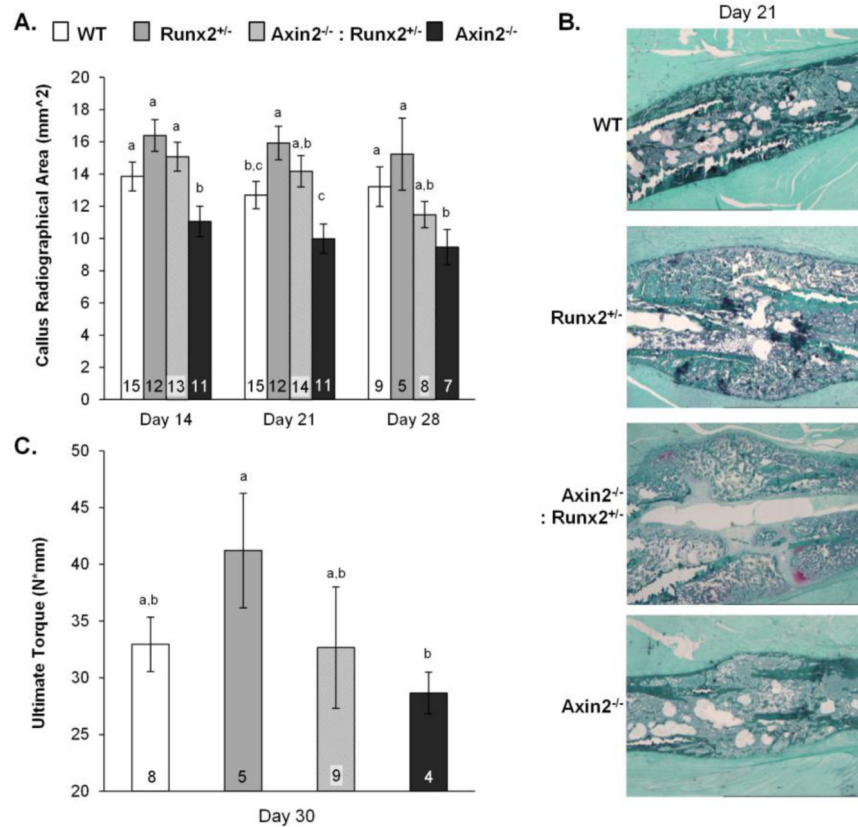 A.
WT Runx2+/- Axin2-/- : Runx2+/- Axin2-/-
Callus Radiographical Area (mm^2)
20
18
16
14
12
10
8
6
4
2
0
a a a b
b,c a a,b c
a a a,b b
15 12 13 11 15 12 14 11 9 5 8 7
Day 14 Day 21 Day 28
B.
Day 21
WT
Runx2+/-
Axin2-/-
: Runx2+/-
Axin2-/-
C.
Ultimate Torque (N*mm)
50
45
40
35
30
25
20
a,b a a,b b
8 5 9 4
Day 30